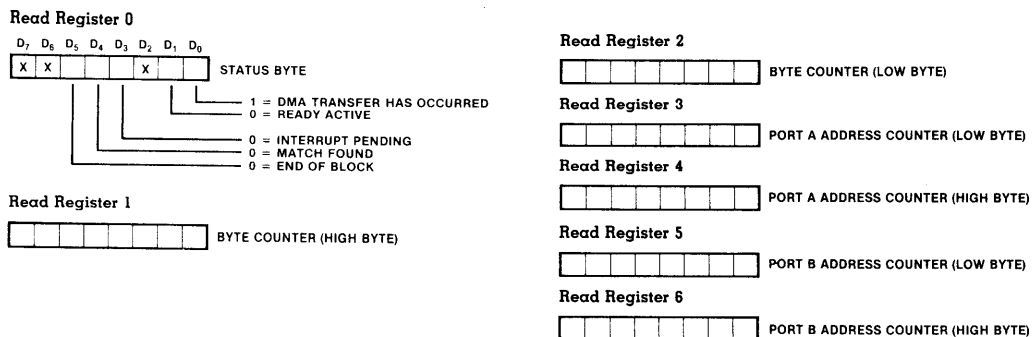 Read Register 0
D7 D6 D5 D4 D3 D2 D1 D0
X X X
STATUS BYTE
1 = DMA TRANSFER HAS OCCURRED
0 = READY ACTIVE
0 = INTERRUPT PENDING
0 = MATCH FOUND
0 = END OF BLOCK
Read Register 1
BYTE COUNTER (HIGH BYTE)
Read Register 2
BYTE COUNTER (LOW BYTE)
Read Register 3
PORT A ADDRESS COUNTER (LOW BYTE)
Read Register 4
PORT A ADDRESS COUNTER (HIGH BYTE)
Read Register 5
PORT B ADDRESS COUNTER (LOW BYTE)
Read Register 6
PORT B ADDRESS COUNTER (HIGH BYTE)